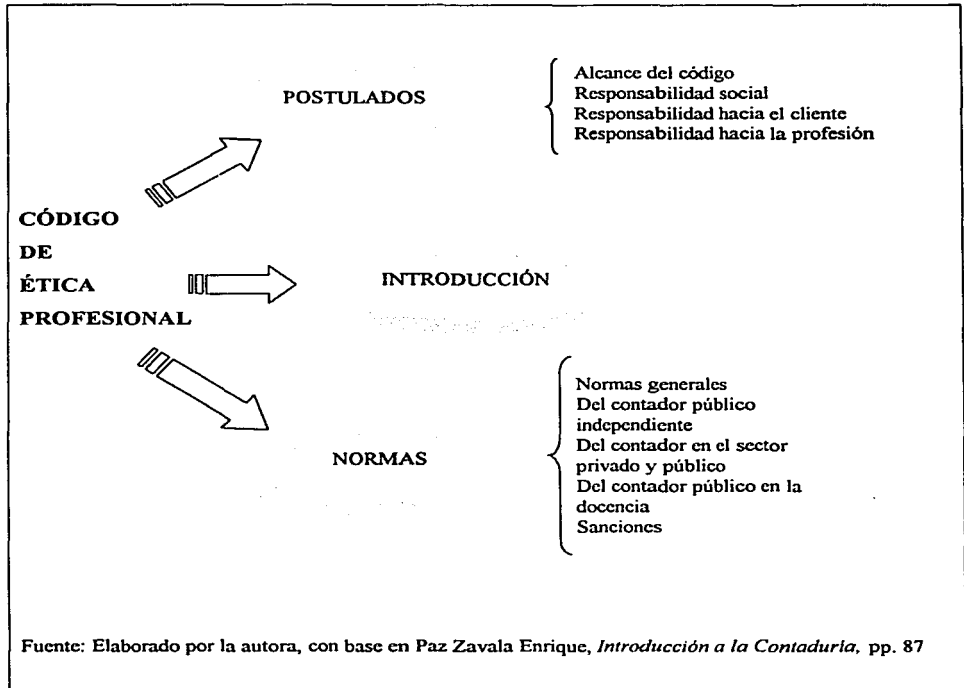 POSTULADOS
Alcance del código
Responsabilidad social
Responsabilidad hacia el cliente
Responsabilidad hacia la profesión
CÓDIGO
DE
ÉTICA
PROFESIONAL
INTRODUCCIÓN
NORMAS
Normas generales
Del contador público
independiente
Del contador en el sector
privado y público
Del contador público en la
docencia
Sanciones
Fuente: Elaborado por la autora, con base en Paz Zavala Enrique, Introducción a la Contaduría, pp. 87